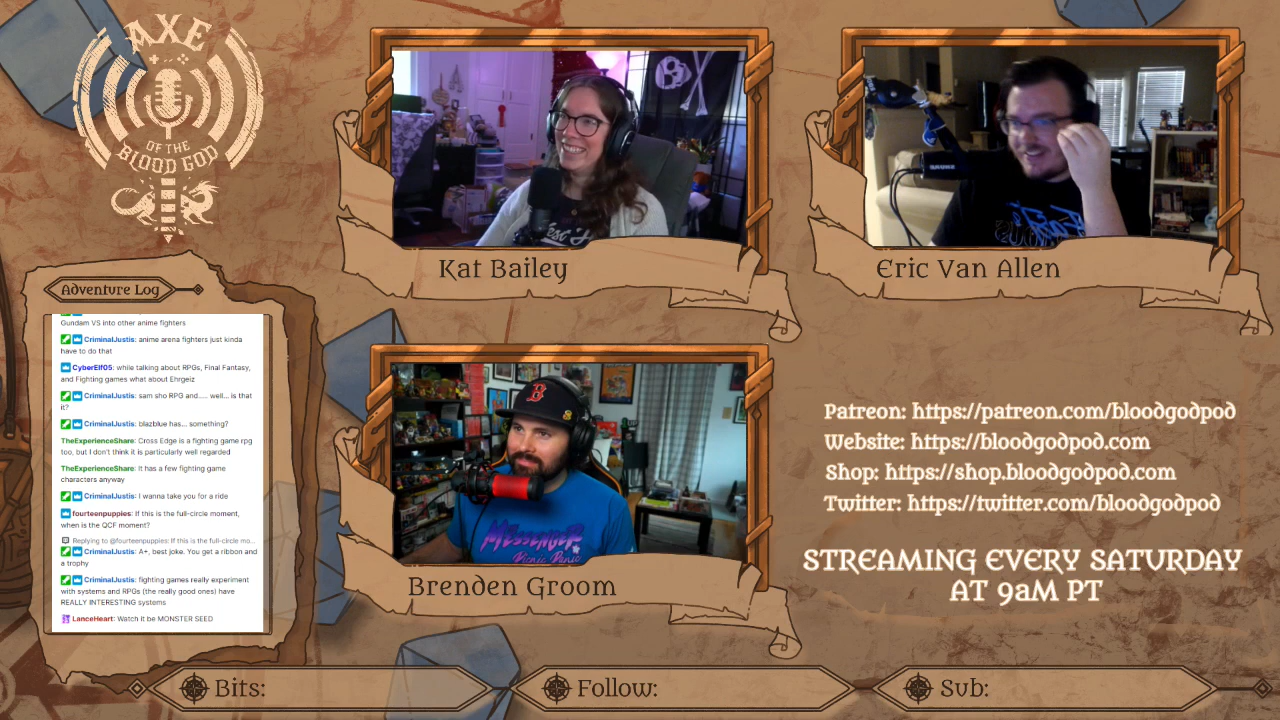 AXE
OF THE
BLOOD GOD
Kat Bailey
Eric Van Allen
Adventure Log
Gundam VS into other anime fighters
CriminalJustis: anime arena fighters just kinda
have to do that
CyberElf05: while talking about RPGs, Final Fantasy,
and Fighting games what about Ehrgeiz
CriminalJustis: sam sho RPG and..... well... is that
it?
CriminalJustis: blazblue has... something?
TheExperienceShare: Cross Edge is a fighting game rpg
too, but I don't think it is particularly well regarded
TheExperienceShare: It has a few fighting game
characters anyway
CriminalJustis: I wanna take you for a ride
fourteenpuppies: If this is the full-circle moment,
when is the QCF moment?
Replying to @fourteenpuppies: If this is the full-circle mo...
CriminalJustis: A+, best joke. You get a ribbon and
a trophy
CriminalJustis: fighting games really experiment
with systems and RPGs (the really good ones) have
REALLY INTERESTING systems
LanceHeart: Watch it be MONSTER SEED
B
MESSENGER
Picnic Panic
Brenden Groom
Patreon: https://patreon.com/bloodgodpod
Website: https://bloodgodpod.com
Shop: https://shop.bloodgodpod.com
Twitter: https://twitter.com/bloodgodpod
STREAMING EVERY SATURDAY
AT 9AM PT
Bits:
Follow:
Sub: